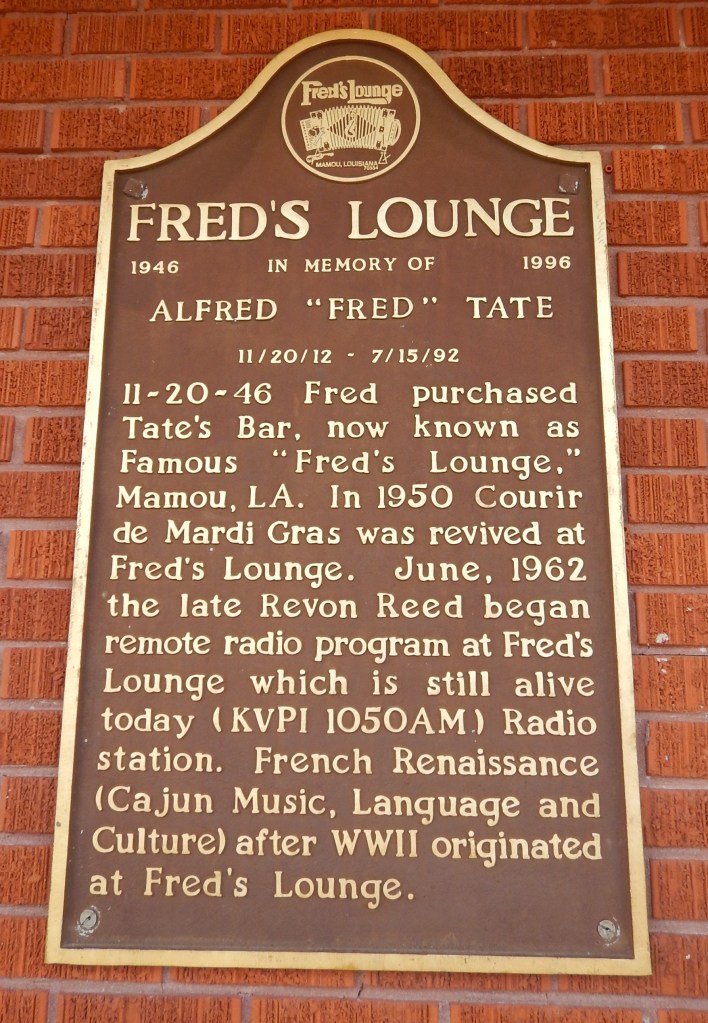 Fred's Lounge
MAMOU, LOUISIANA
70554
FRED'S LOUNGE
1946 IN MEMORY OF 1996
ALFRED "FRED" TATE
11/20/12 - 7/15/92
11-20-46 Fred purchased
Tate's Bar, now known as
Famous "Fred's Lounge,"
Mamou, LA. In 1950 Courir
de Mardi Gras was revived at
Fred's Lounge. June, 1962
the late Revon Reed began
remote radio program at Fred's
Lounge which is still alive
today (KVPI 1050AM) Radio
station. French Renaissance
(Cajun Music, Language and
Culture) after WWII originated
at Fred's Lounge.